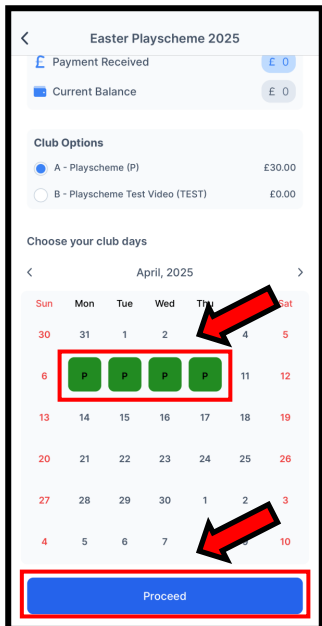 Easter Playscheme 2025
£ Payment Received £ 0
Current Balance £ 0
Club Options
A - Playscheme (P) £30.00
B - Playscheme Test Video (TEST) £0.00
Choose your club days
< April, 2025 >
Sun Mon Tue Wed Thu Sat
30 31 1 2 4 5
6 P P P P 11 12
13 14 15 16 17 18 19
20 21 22 23 24 25 26
27 28 29 30 1 2 3
4 5 6 7 10
Proceed